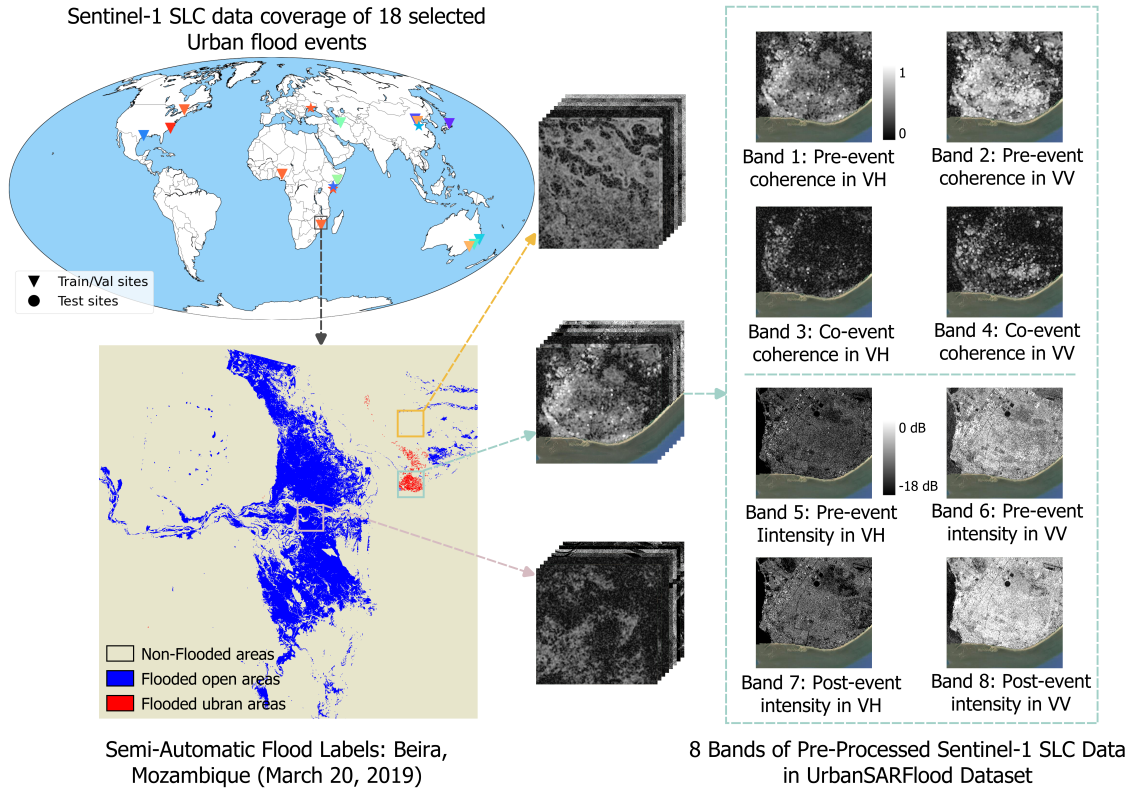 Sentinel-1 SLC data coverage of 18 selected
Urban flood events
Train/Val sites
Test sites
Non-Flooded areas
Flooded open areas
Flooded ubran areas
Semi-Automatic Flood Labels: Beira,
Mozambique (March 20, 2019)
1
0
Band 1: Pre-event
coherence in VH
Band 2: Pre-event
coherence in VV
Band 3: Co-event
coherence in VH
Band 4: Co-event
coherence in VV
0 dB
-18 dB
Band 5: Pre-event
Iintensity in VH
Band 6: Pre-event
intensity in VV
Band 7: Post-event
intensity in VH
Band 8: Post-event
intensity in VV
8 Bands of Pre-Processed Sentinel-1 SLC Data
in UrbanSARFlood Dataset